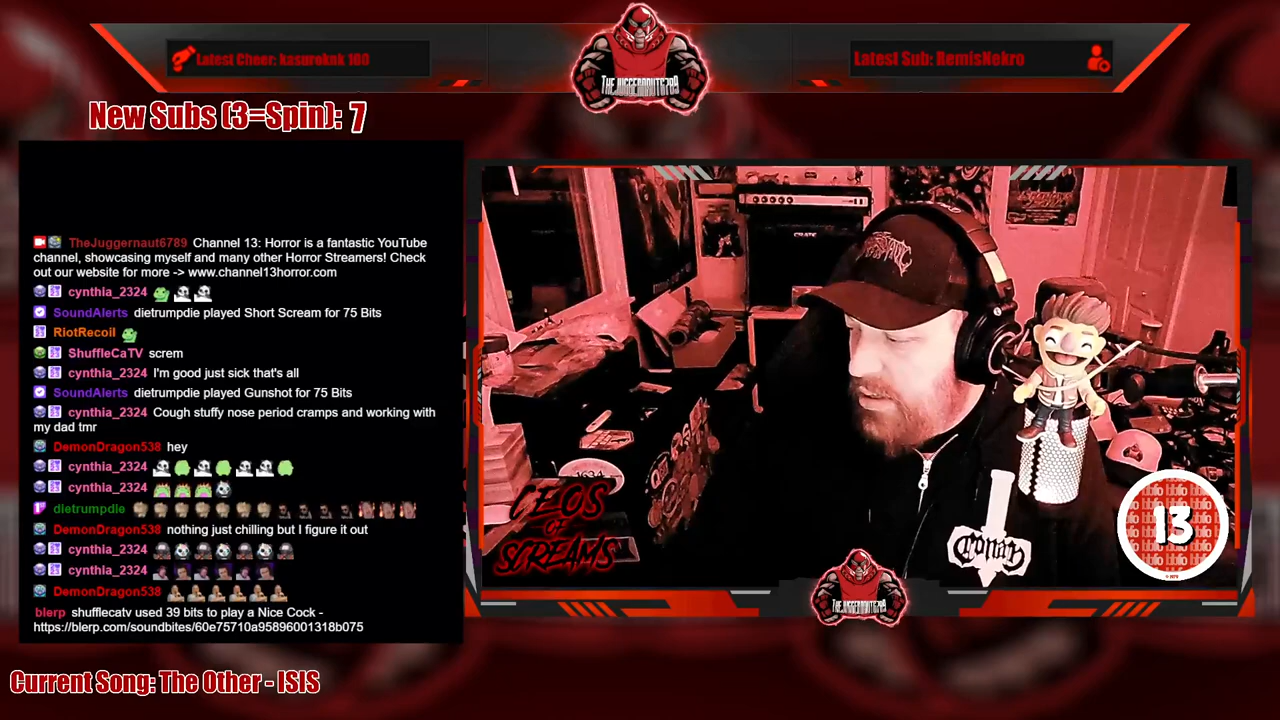 Latest Cheer: kasuroknk 100
THEJUGGERNAUT6789
Latest Sub: RemisNekro
New Subs (3=Spin): 7
TheJuggernaut6789 Channel 13: Horror is a fantastic YouTube
channel, showcasing myself and many other Horror Streamers! Check
out our website for more -> www.channel13horror.com
cynthia_2324
SoundAlerts dietrumpdie played Short Scream for 75 Bits
RiotRecoil
ShuffleCaTV screm
cynthia_2324 I'm good just sick that's all
SoundAlerts dietrumpdie played Gunshot for 75 Bits
cynthia_2324 Cough stuffy nose period cramps and working with
my dad tmr
DemonDragon538 hey
cynthia_2324
cynthia_2324
dietrumpdie
DemonDragon538 nothing just chilling but I figure it out
cynthia_2324
cynthia_2324
DemonDragon538
blerp shufflecatv used 39 bits to play a Nice Cock -
https://blerp.com/soundbites/60e75710a95896001318b075
CRATE
CEOS
OF
SCREAMS
CONAN
13
THEJUGGERNAUT6789
Current Song: The Other - ISIS